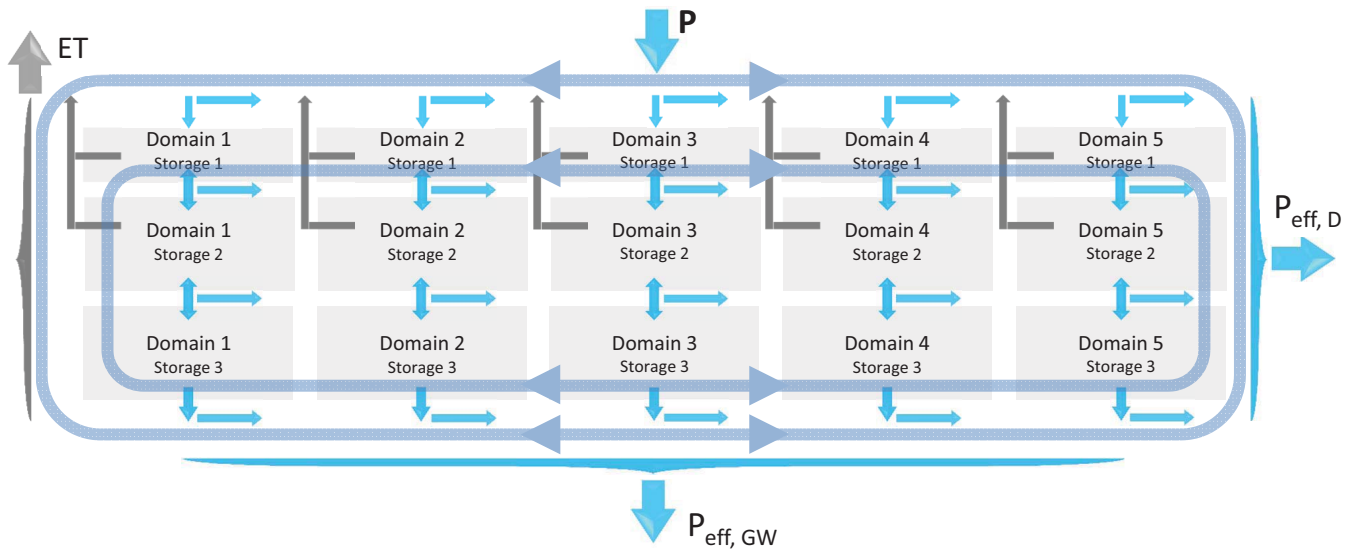 P
ET
Domain 1
Storage 1
Domain 2
Storage 1
Domain 3
Storage 1
Domain 4
Storage 1
Domain 5
Storage 1
Domain 1
Storage 2
Domain 2
Storage 2
Domain 3
Storage 2
Domain 4
Storage 2
Domain 5
Storage 2
Peff, D
Domain 1
Storage 3
Domain 2
Storage 3
Domain 3
Storage 3
Domain 4
Storage 3
Domain 5
Storage 3
Peff, GW